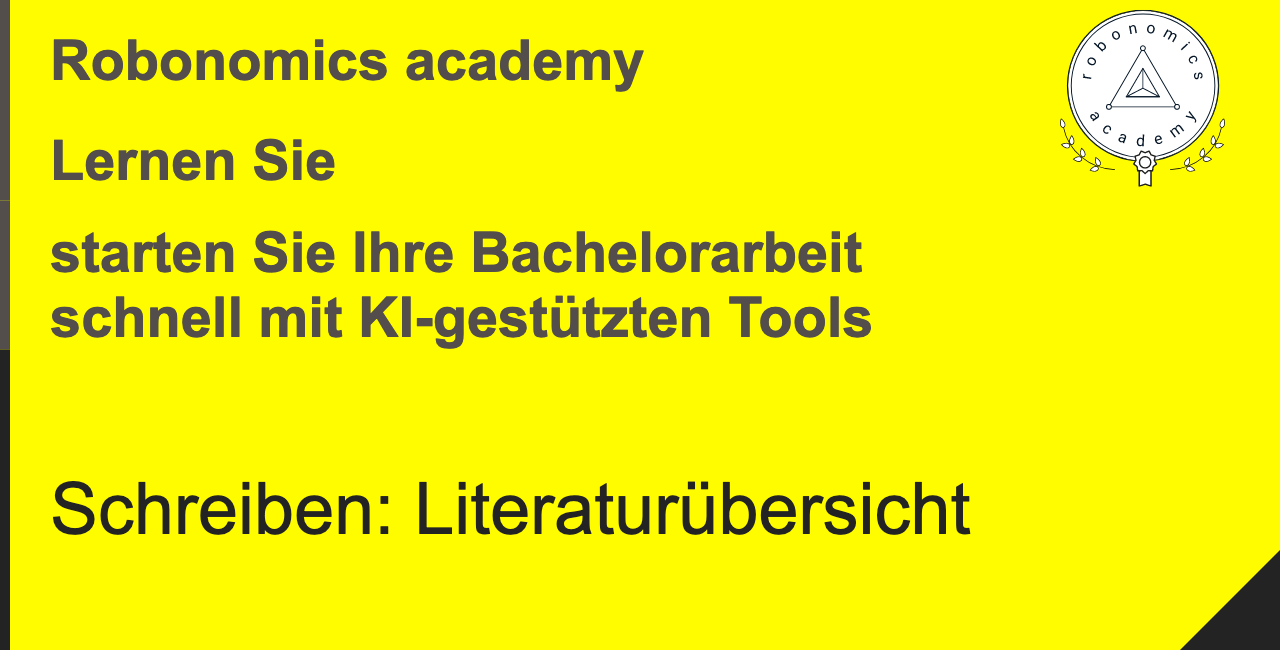 Robonomics academy
Lernen Sie
starten Sie Ihre Bachelorarbeit
schnell mit KI-gestützten Tools
Schreiben: Literaturübersicht
robonomics
academy